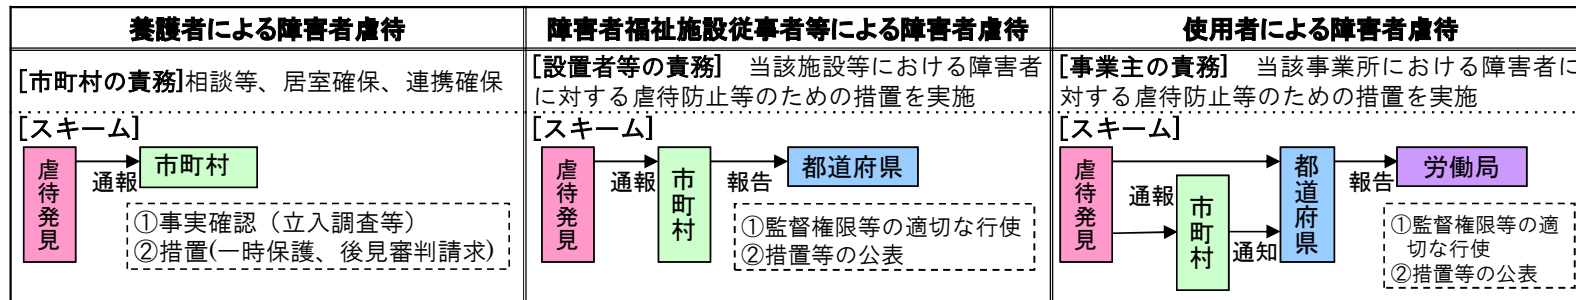 養護者による障害者虐待
[市町村の責務]相談等、居室確保、連携確保
[スキーム]
虐待発見
通報
市町村
①事実確認（立入調査等）
②措置(一時保護、後見審判請求)
障害者福祉施設従事者等による障害者虐待
[設置者等の責務]　当該施設等における障害者
に対する虐待防止等のための措置を実施
[スキーム]
虐待発見
通報
市町村
報告
都道府県
①監督権限等の適切な行使
②措置等の公表
使用者による障害者虐待
[事業主の責務]　当該事業所における障害者に
対する虐待防止等のための措置を実施
[スキーム]
虐待発見
通報
市町村
通知
都道府県
報告
労働局
①監督権限等の適
切な行使
②措置等の公表